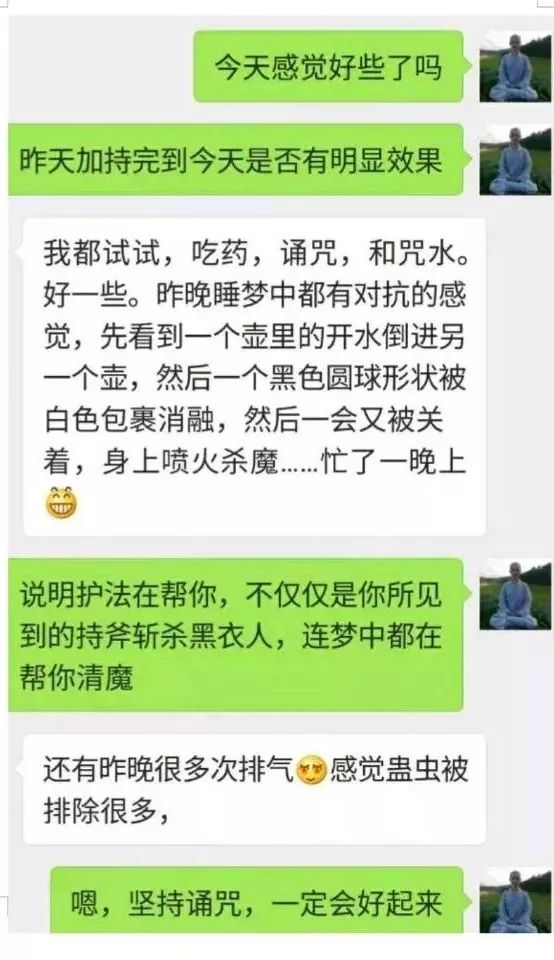 今天感觉好些了吗
昨天加持完到今天是否有明显效果
我都试试，吃药，诵咒，和咒水。
好一些。昨晚睡梦中都有对抗的感
觉，先看到一个壶里的开水倒进另
一个壶，然后一个黑色圆球形状被
白色包裹消融，然后一会又被关
着，身上喷火杀魔……忙了一晚上
说明护法在帮你，不仅仅是你所见
到的持斧斩杀黑衣人，连梦中都在
帮你清魔
还有昨晚很多次排气感觉蛊虫被
排除很多，
嗯，坚持诵咒，一定会好起来